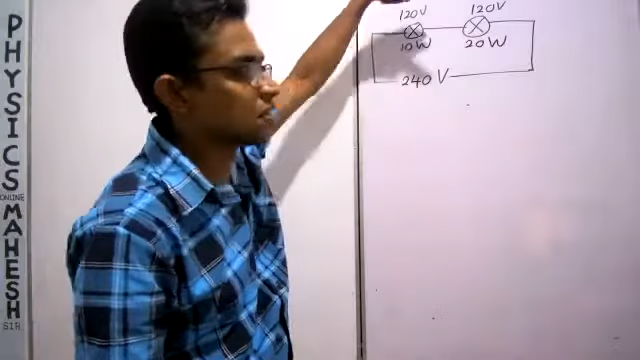 PHYSICS
ONLINE
MAHESH
SIR
120V 120V
10W 20W
240 V